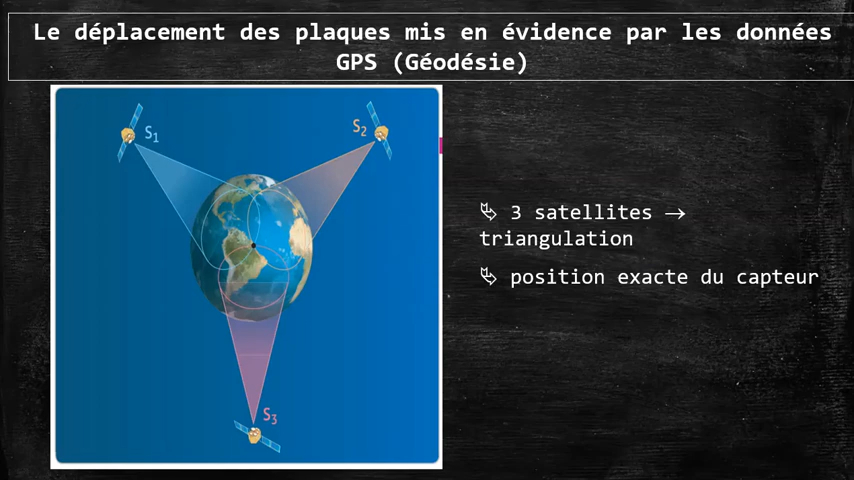 Le déplacement des plaques mis en évidence par les données
GPS (Géodésie)
S1
S2
⮱ 3 satellites →
triangulation
⮱ position exacte du capteur
S3